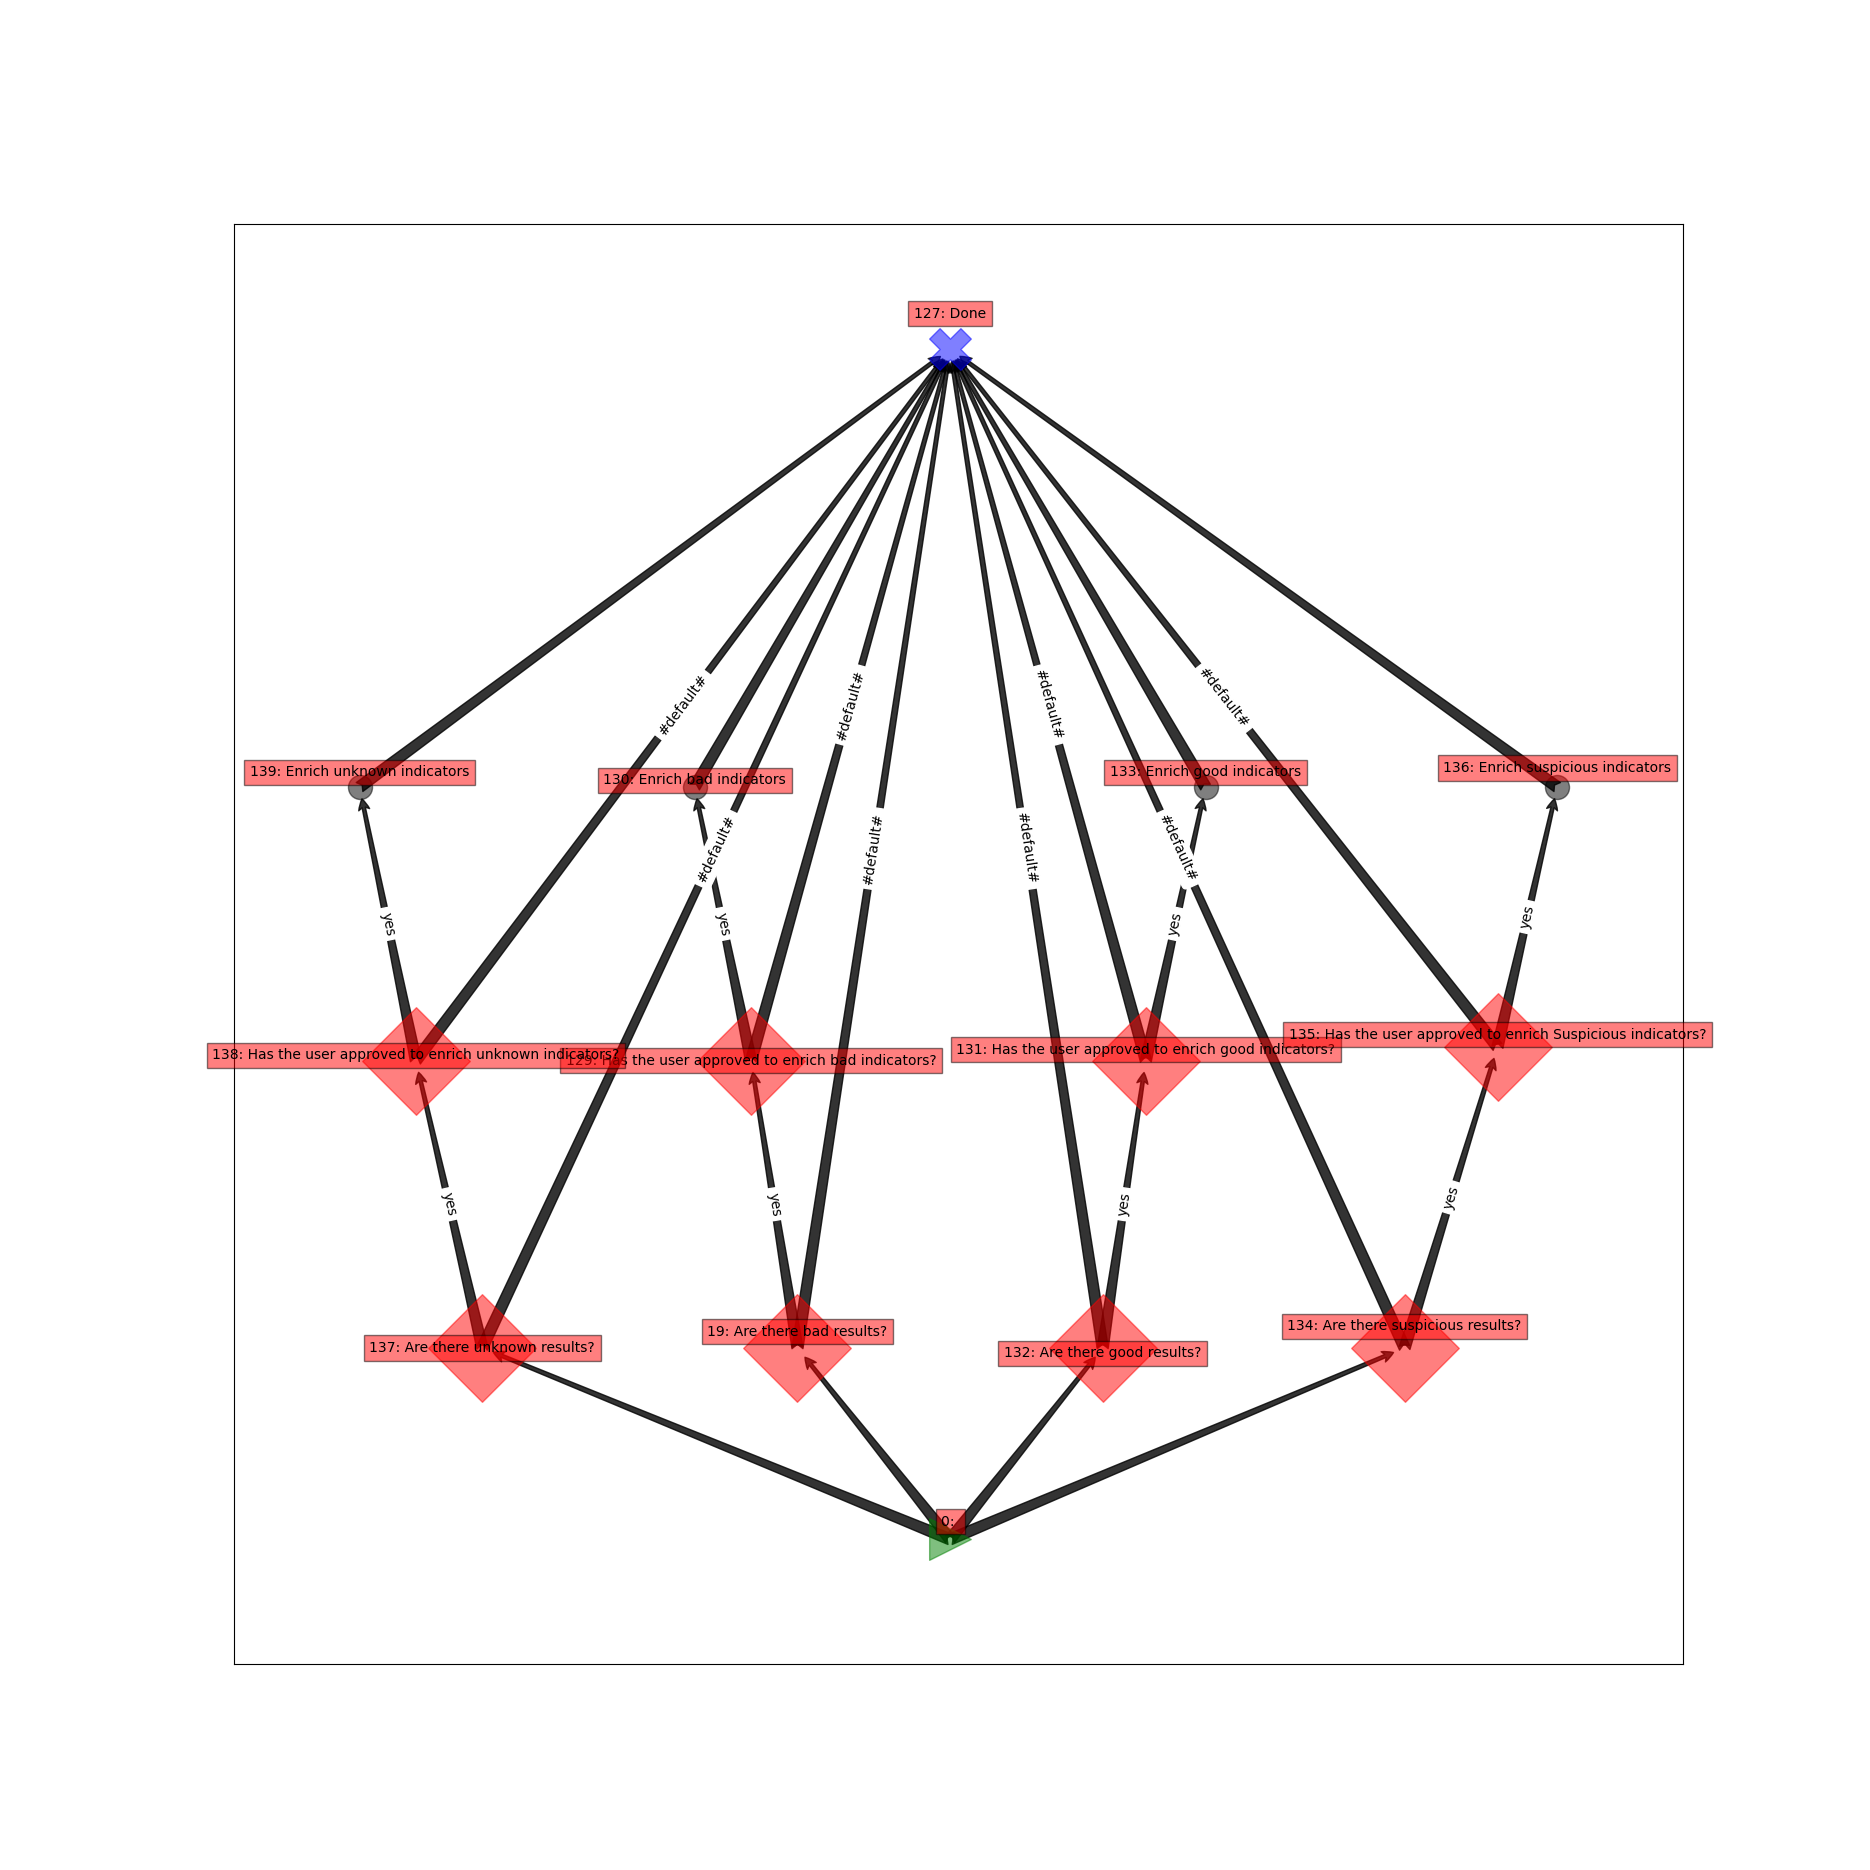 127: Done
#default#
#default#
#default#
#default#
139: Enrich unknown indicators
130: Enrich bad indicators
133: Enrich good indicators
136: Enrich suspicious indicators
#default#
#default#
#default#
#default#
yes
yes
yes
yes
138: Has the user approved to enrich unknown indicators?
129: Has the user approved to enrich bad indicators?
131: Has the user approved to enrich good indicators?
135: Has the user approved to enrich Suspicious indicators?
yes
yes
yes
yes
137: Are there unknown results?
19: Are there bad results?
132: Are there good results?
134: Are there suspicious results?
0: